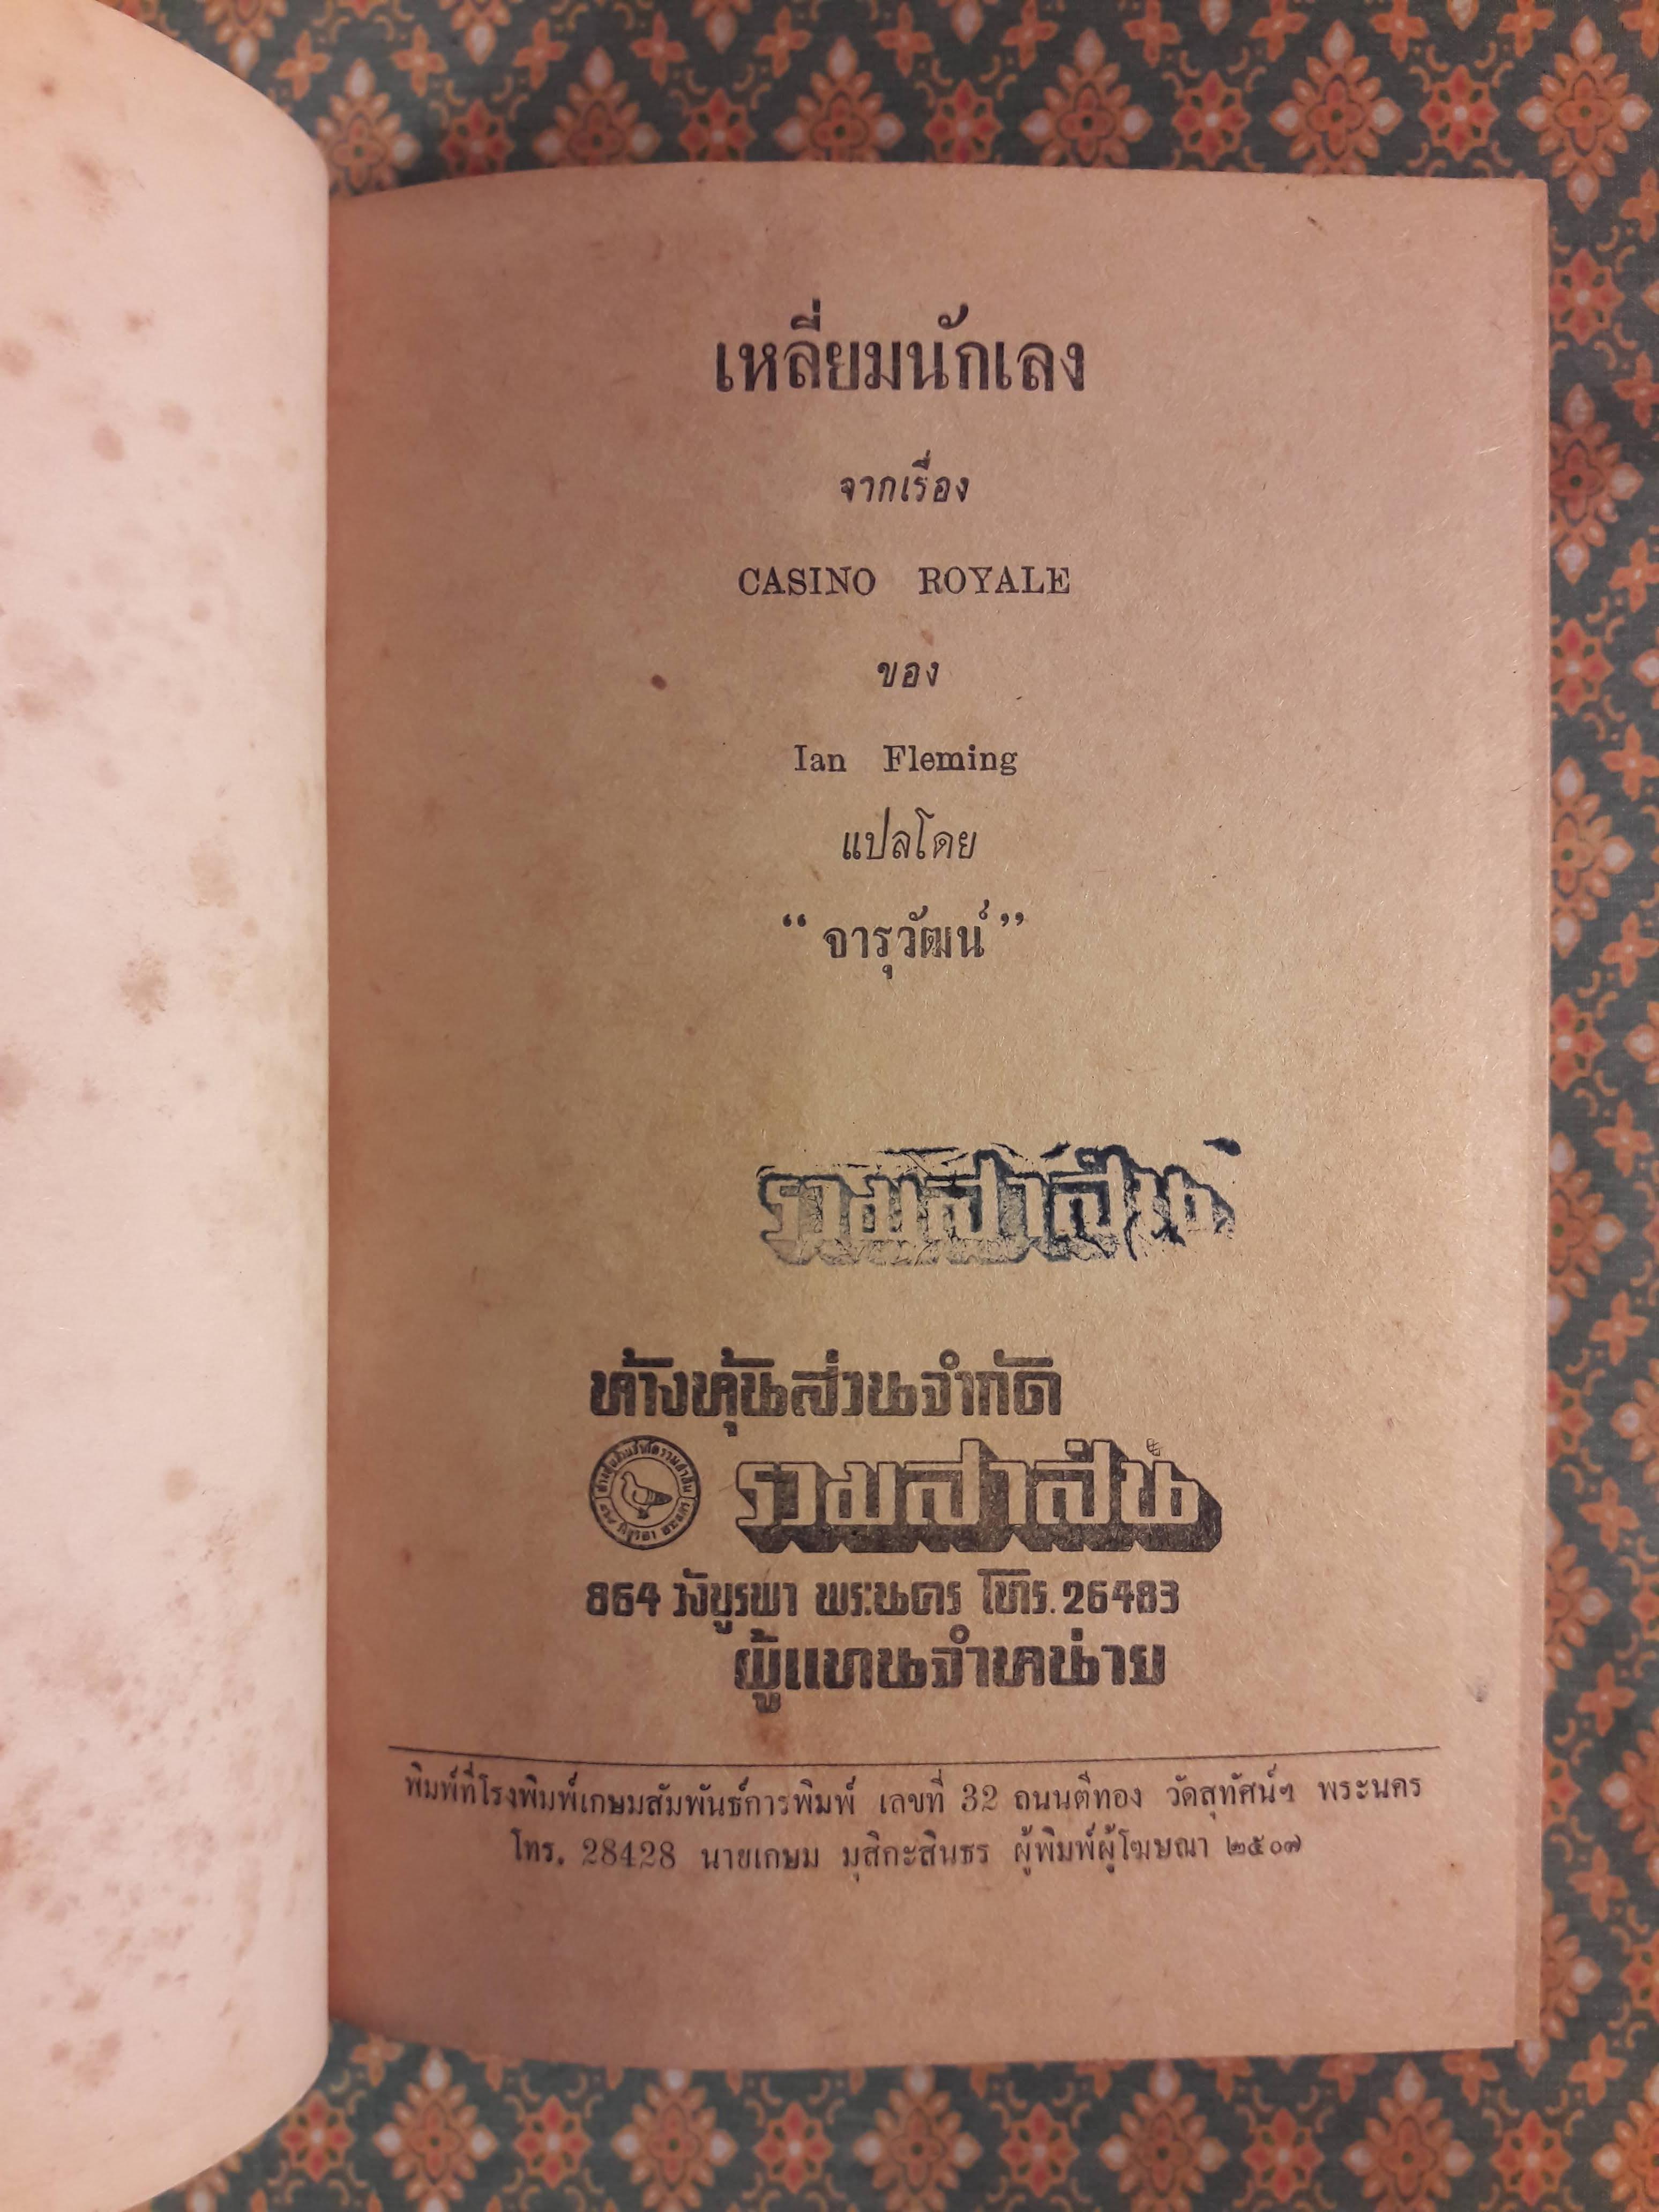 เหลี่ยมนักเลง
จากเรื่อง
CASINO ROYALE
ของ
Ian Fleming
แปลโดย
“ จารุวัฒน์ ”
รวมสาส์น
ห้างหุ้นส่วนจำกัด
รวมสาส์น
864 วังบูรพา พระนคร โทร. 26483
ผู้แทนจำหน่าย
พิมพ์ที่โรงพิมพ์เกษมสัมพันธ์การพิมพ์ เลขที่ 32 ถนนตีทอง วัดสุทัศน์ฯ พระนคร
โทร. 28428 นายเกษม มุสิกะสินธร ผู้พิมพ์ผู้โฆษณา ๒๕๐๗